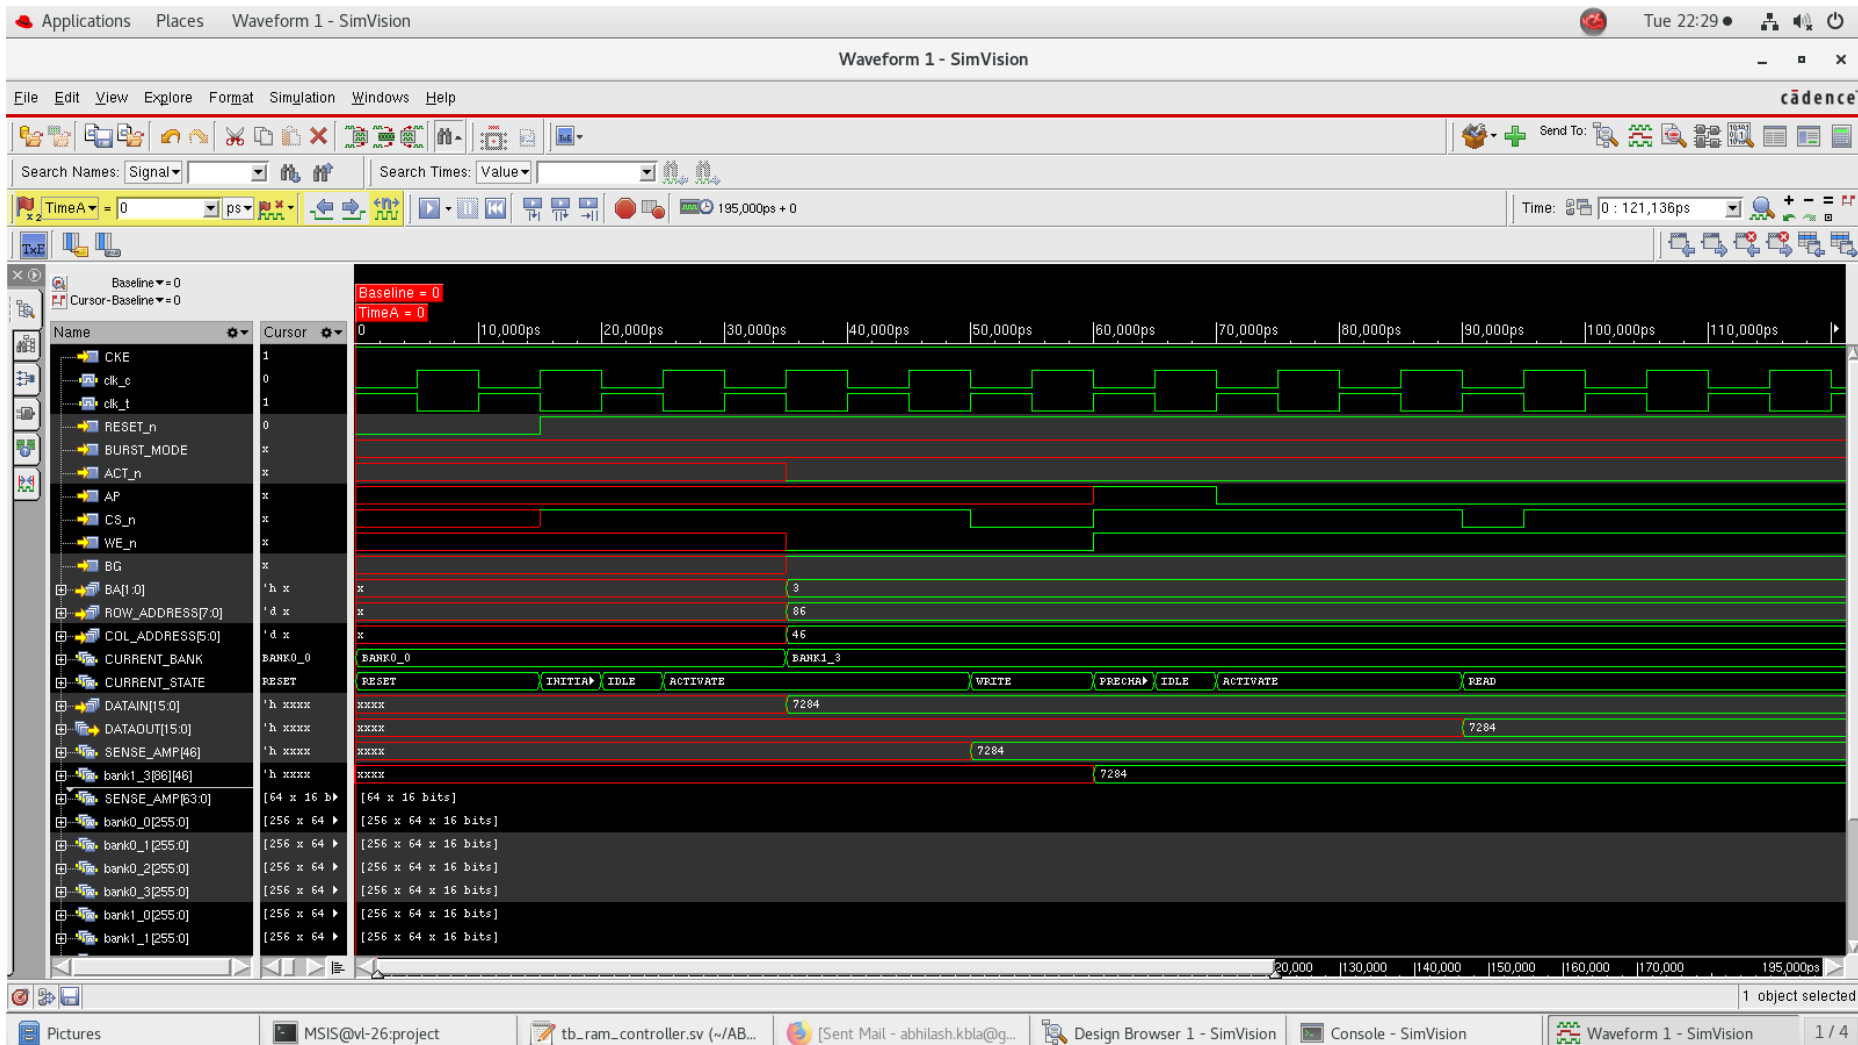 Applications Places Waveform 1 - SimVision Tue 22:29
Waveform 1 - SimVision
File Edit View Explore Format Simulation Windows Help cādence
Search Names: Signal Search Times: Value
TimeA = 0 ps 195,000ps + 0 Time: 0 : 121,136ps
TxE
Baseline = 0
Cursor-Baseline = 0
Baseline = 0
TimeA = 0
Name Cursor 0 10,000ps 20,000ps 30,000ps 40,000ps 50,000ps 60,000ps 70,000ps 80,000ps 90,000ps 100,000ps 110,000ps
CKE 1
clk_c 0
clk_t 1
RESET_n 0
BURST_MODE x
ACT_n x
AP x
CS_n x
WE_n x
BG x
BA[1:0] 'h x x 3
ROW_ADDRESS[7:0] 'd x x 86
COL_ADDRESS[5:0] 'd x x 46
CURRENT_BANK BANK0_0 BANK0_0 BANK1_3
CURRENT_STATE RESET RESET INITIA IDLE ACTIVATE WRITE PRECHA IDLE ACTIVATE READ
DATAIN[15:0] 'h xxxx xxxx 7284
DATAOUT[15:0] 'h xxxx xxxx 7284
SENSE_AMP[46] 'h xxxx xxxx 7284
bank1_3[86][46] 'h xxxx xxxx 7284
SENSE_AMP[63:0] [64 x 16 b [64 x 16 bits]
bank0_0[255:0] [256 x 64 [256 x 64 x 16 bits]
bank0_1[255:0] [256 x 64 [256 x 64 x 16 bits]
bank0_2[255:0] [256 x 64 [256 x 64 x 16 bits]
bank0_3[255:0] [256 x 64 [256 x 64 x 16 bits]
bank1_0[255:0] [256 x 64 [256 x 64 x 16 bits]
bank1_1[255:0] [256 x 64 [256 x 64 x 16 bits]
20,000 130,000 140,000 150,000 160,000 170,000 195,000ps
1 object selected
Pictures MSIS@vl-26:project tb_ram_controller.sv (~/AB... [Sent Mail - abhilash.kbla@g... Design Browser 1 - SimVision Console - SimVision Waveform 1 - SimVision 1 / 4